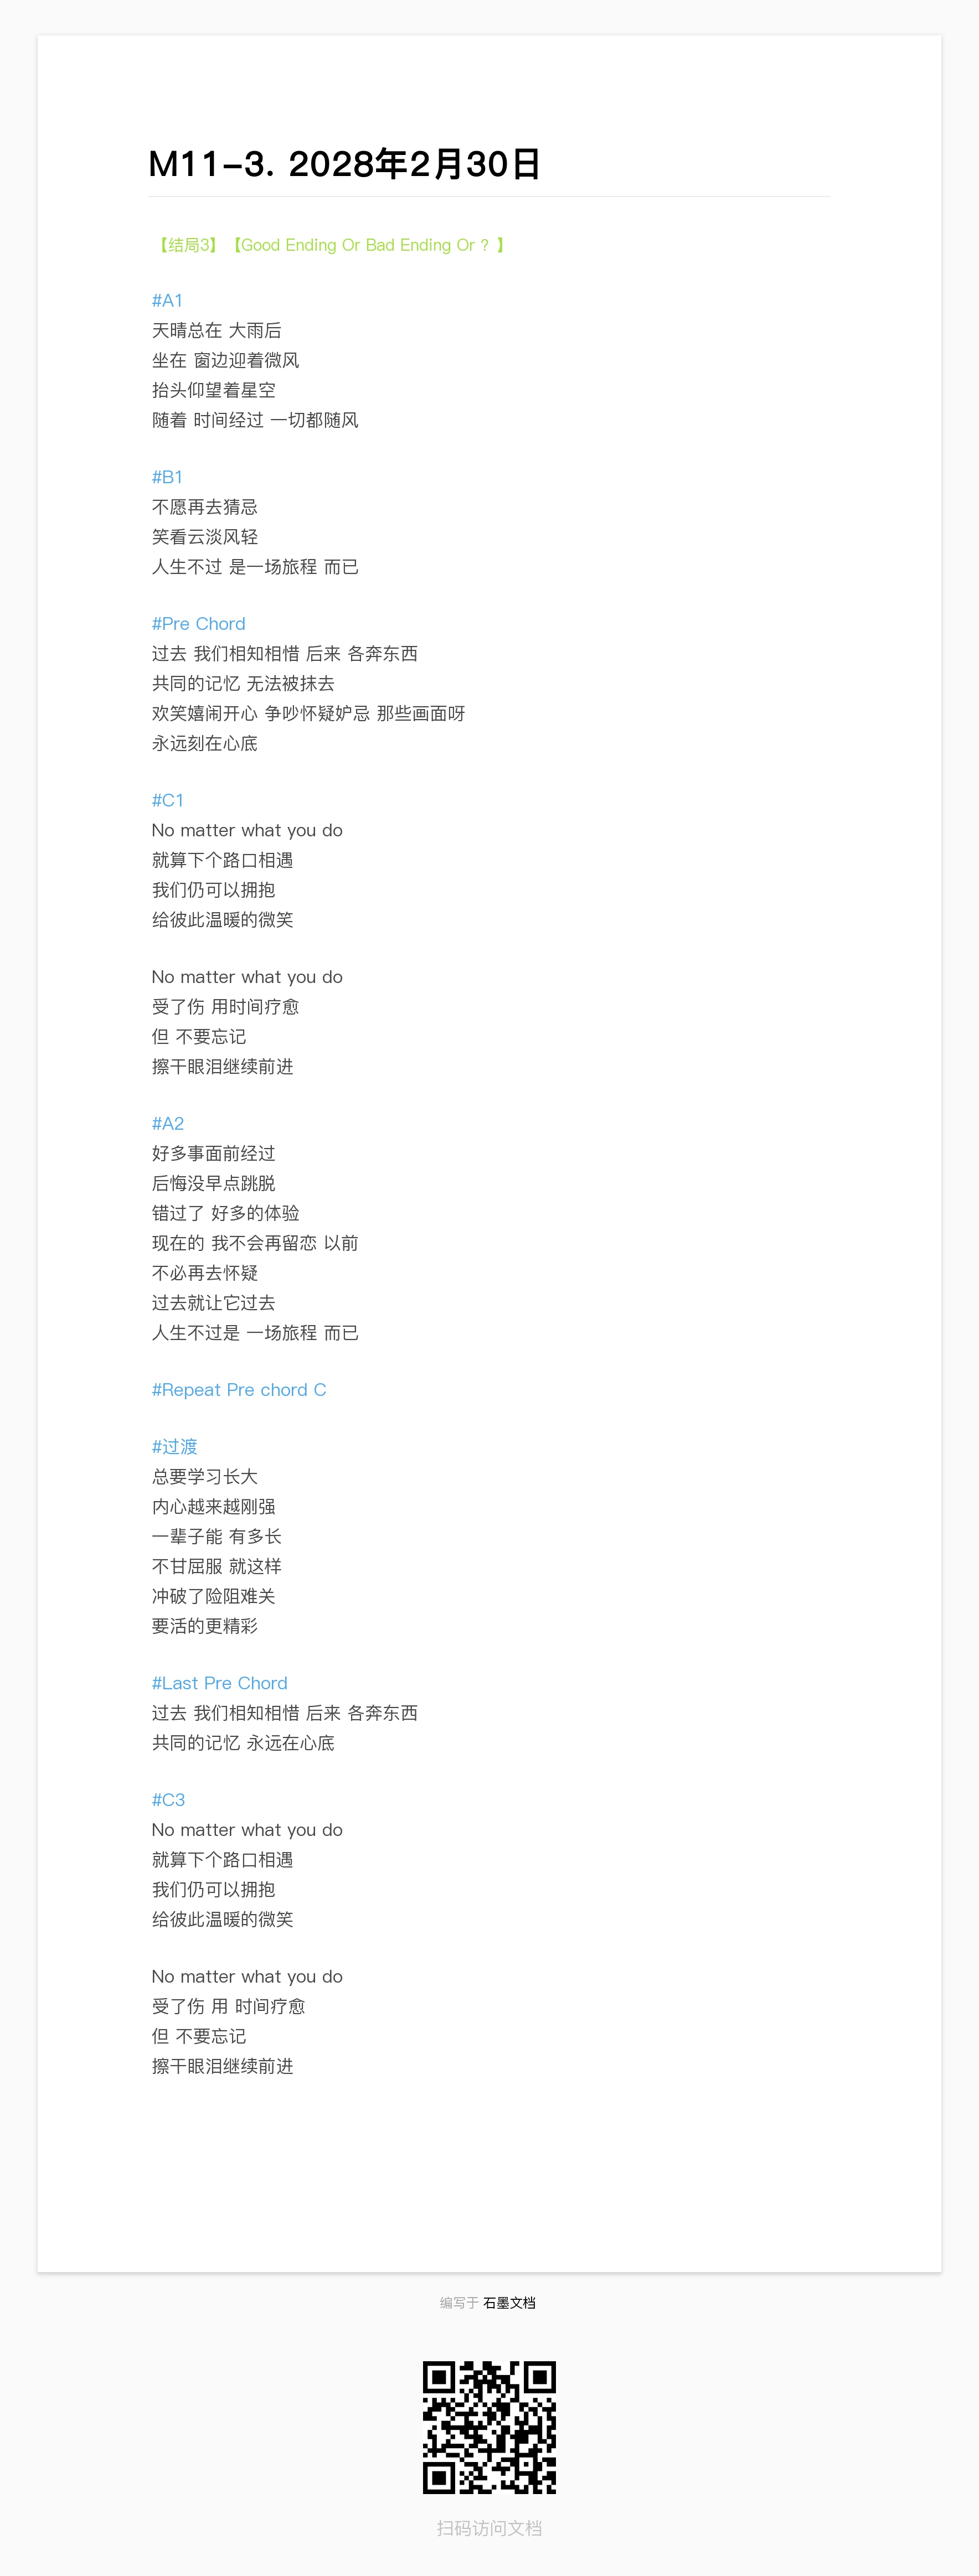 M11-3. 2028年2月30日
【结局3】【Good Ending Or Bad Ending Or ? 】
#A1
天晴总在 大雨后
坐在 窗边迎着微风
抬头仰望着星空
随着 时间经过 一切都随风
#B1
不愿再去猜忌
笑看云淡风轻
人生不过 是一场旅程 而已
#Pre Chord
过去 我们相知相惜 后来 各奔东西
共同的记忆 无法被抹去
欢笑嬉闹开心 争吵怀疑妒忌 那些画面呀
永远刻在心底
#C1
No matter what you do
就算下个路口相遇
我们仍可以拥抱
给彼此温暖的微笑
No matter what you do
受了伤 用时间疗愈
但 不要忘记
擦干眼泪继续前进
#A2
好多事面前经过
后悔没早点跳脱
错过了 好多的体验
现在的 我不会再留恋 以前
不必再去怀疑
过去就让它过去
人生不过是 一场旅程 而已
#Repeat Pre chord C
#过渡
总要学习长大
内心越来越刚强
一辈子能 有多长
不甘屈服 就这样
冲破了险阻难关
要活的更精彩
#Last Pre Chord
过去 我们相知相惜 后来 各奔东西
共同的记忆 永远在心底
#C3
No matter what you do
就算下个路口相遇
我们仍可以拥抱
给彼此温暖的微笑
No matter what you do
受了伤 用 时间疗愈
但 不要忘记
擦干眼泪继续前进
编写于 石墨文档
扫码访问文档